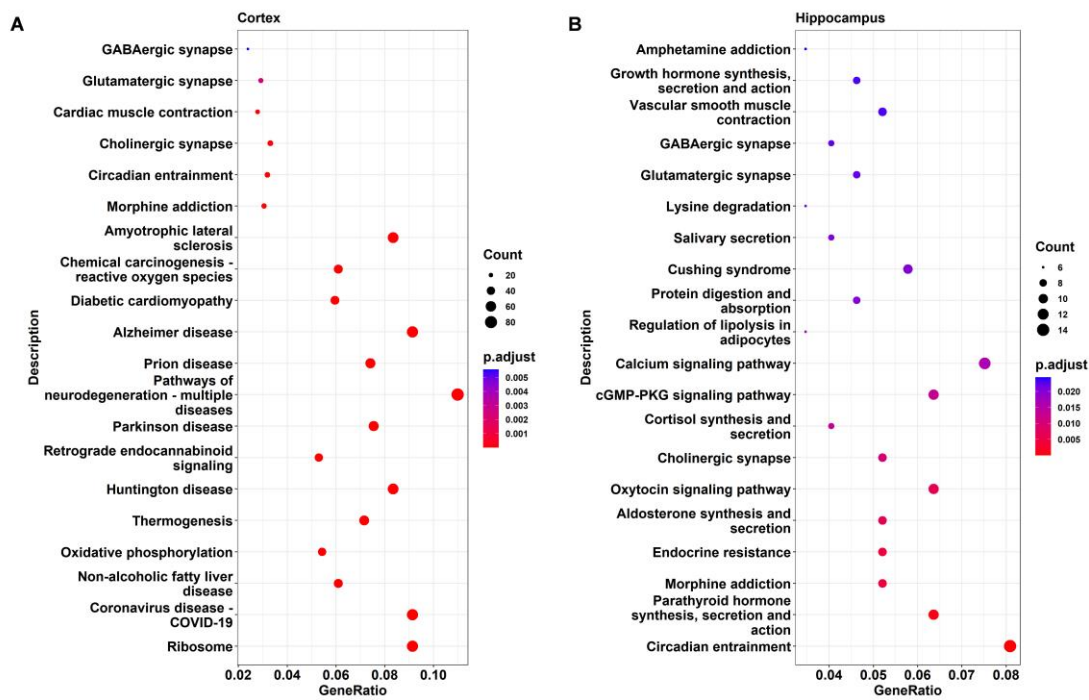 A
Cortex
GABAergic synapse
Glutamatergic synapse
Cardiac muscle contraction
Cholinergic synapse
Circadian entrainment
Morphine addiction
Amyotrophic lateral
sclerosis
Chemical carcinogenesis -
reactive oxygen species
Diabetic cardiomyopathy
Alzheimer disease
Prion disease
Pathways of
neurodegeneration - multiple
diseases
Parkinson disease
Retrograde endocannabinoid
signaling
Huntington disease
Thermogenesis
Oxidative phosphorylation
Non-alcoholic fatty liver
disease
Coronavirus disease -
COVID-19
Ribosome
Description
0.02 0.04 0.06 0.08 0.10
GeneRatio
Count
20
40
60
80
p.adjust
0.005
0.004
0.003
0.002
0.001
B
Hippocampus
Amphetamine addiction
Growth hormone synthesis,
secretion and action
Vascular smooth muscle
contraction
GABAergic synapse
Glutamatergic synapse
Lysine degradation
Salivary secretion
Cushing syndrome
Protein digestion and
absorption
Regulation of lipolysis in
adipocytes
Calcium signaling pathway
cGMP-PKG signaling pathway
Cortisol synthesis and
secretion
Cholinergic synapse
Oxytocin signaling pathway
Aldosterone synthesis and
secretion
Endocrine resistance
Morphine addiction
Parathyroid hormone
synthesis, secretion and
action
Circadian entrainment
Description
0.04 0.05 0.06 0.07 0.08
GeneRatio
Count
6
8
10
12
14
p.adjust
0.020
0.015
0.010
0.005